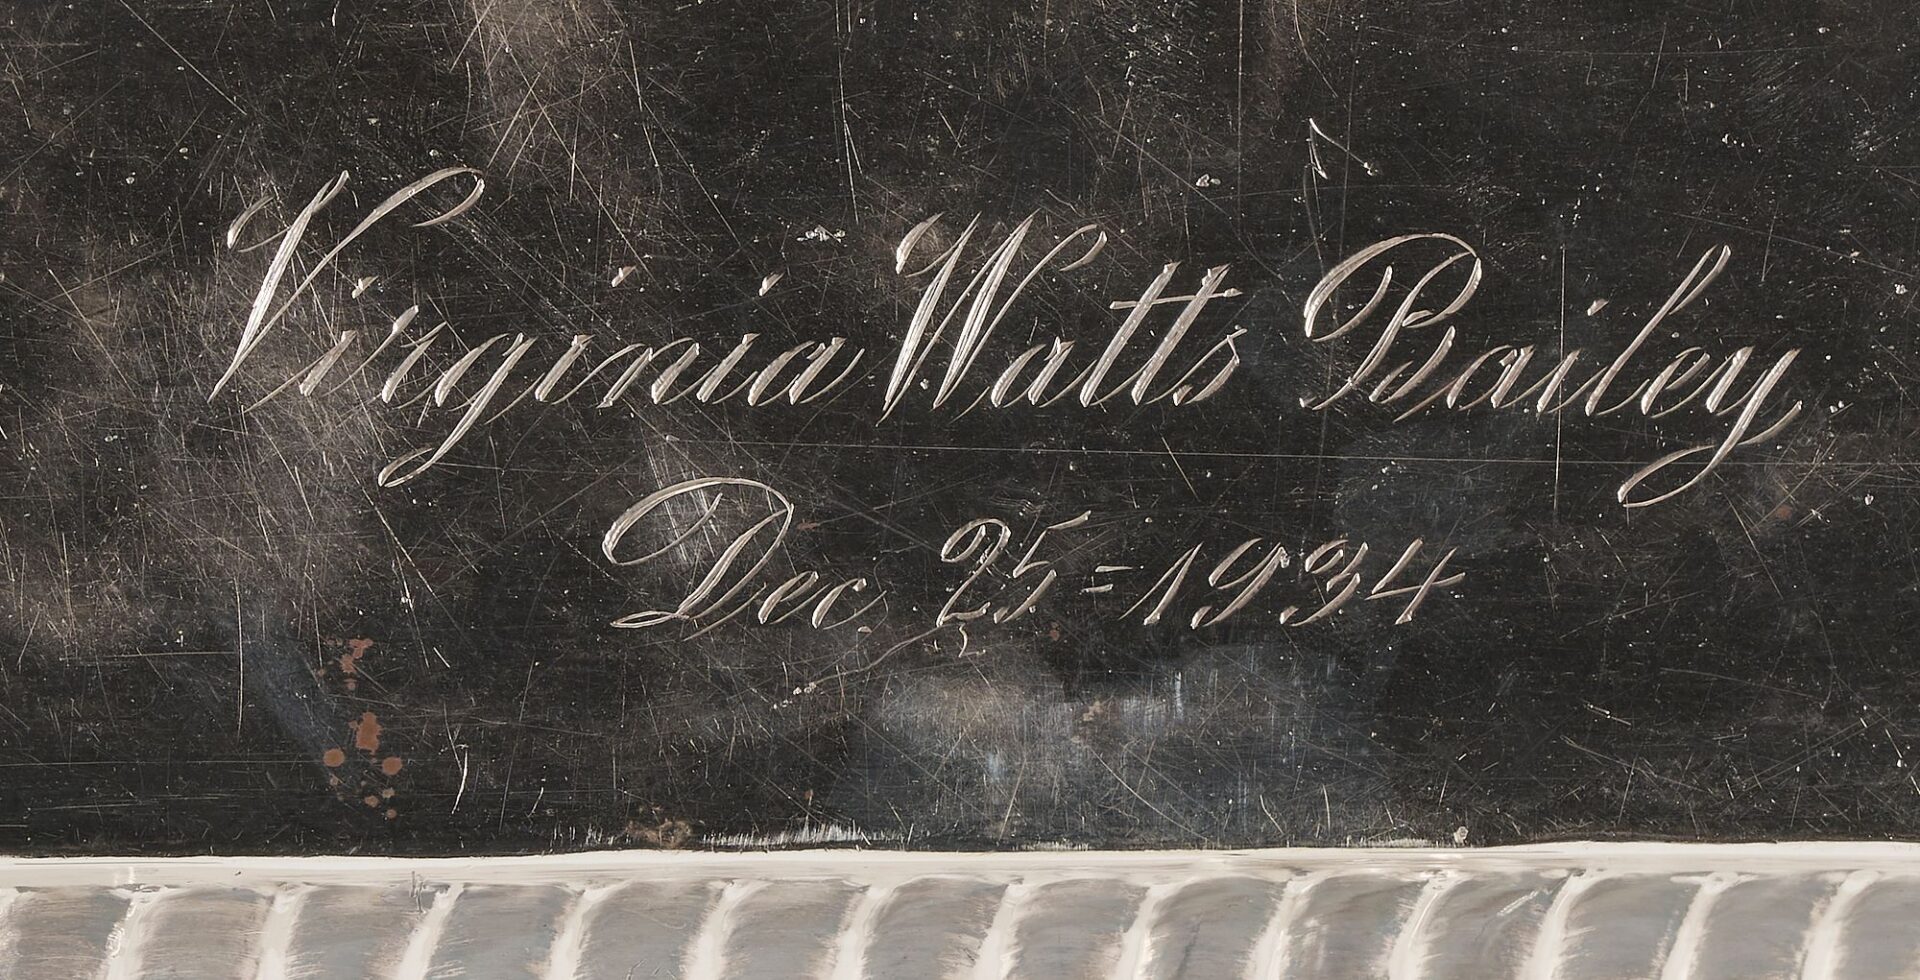 Virginia Watts Bailey
Dec. 25 = 1934